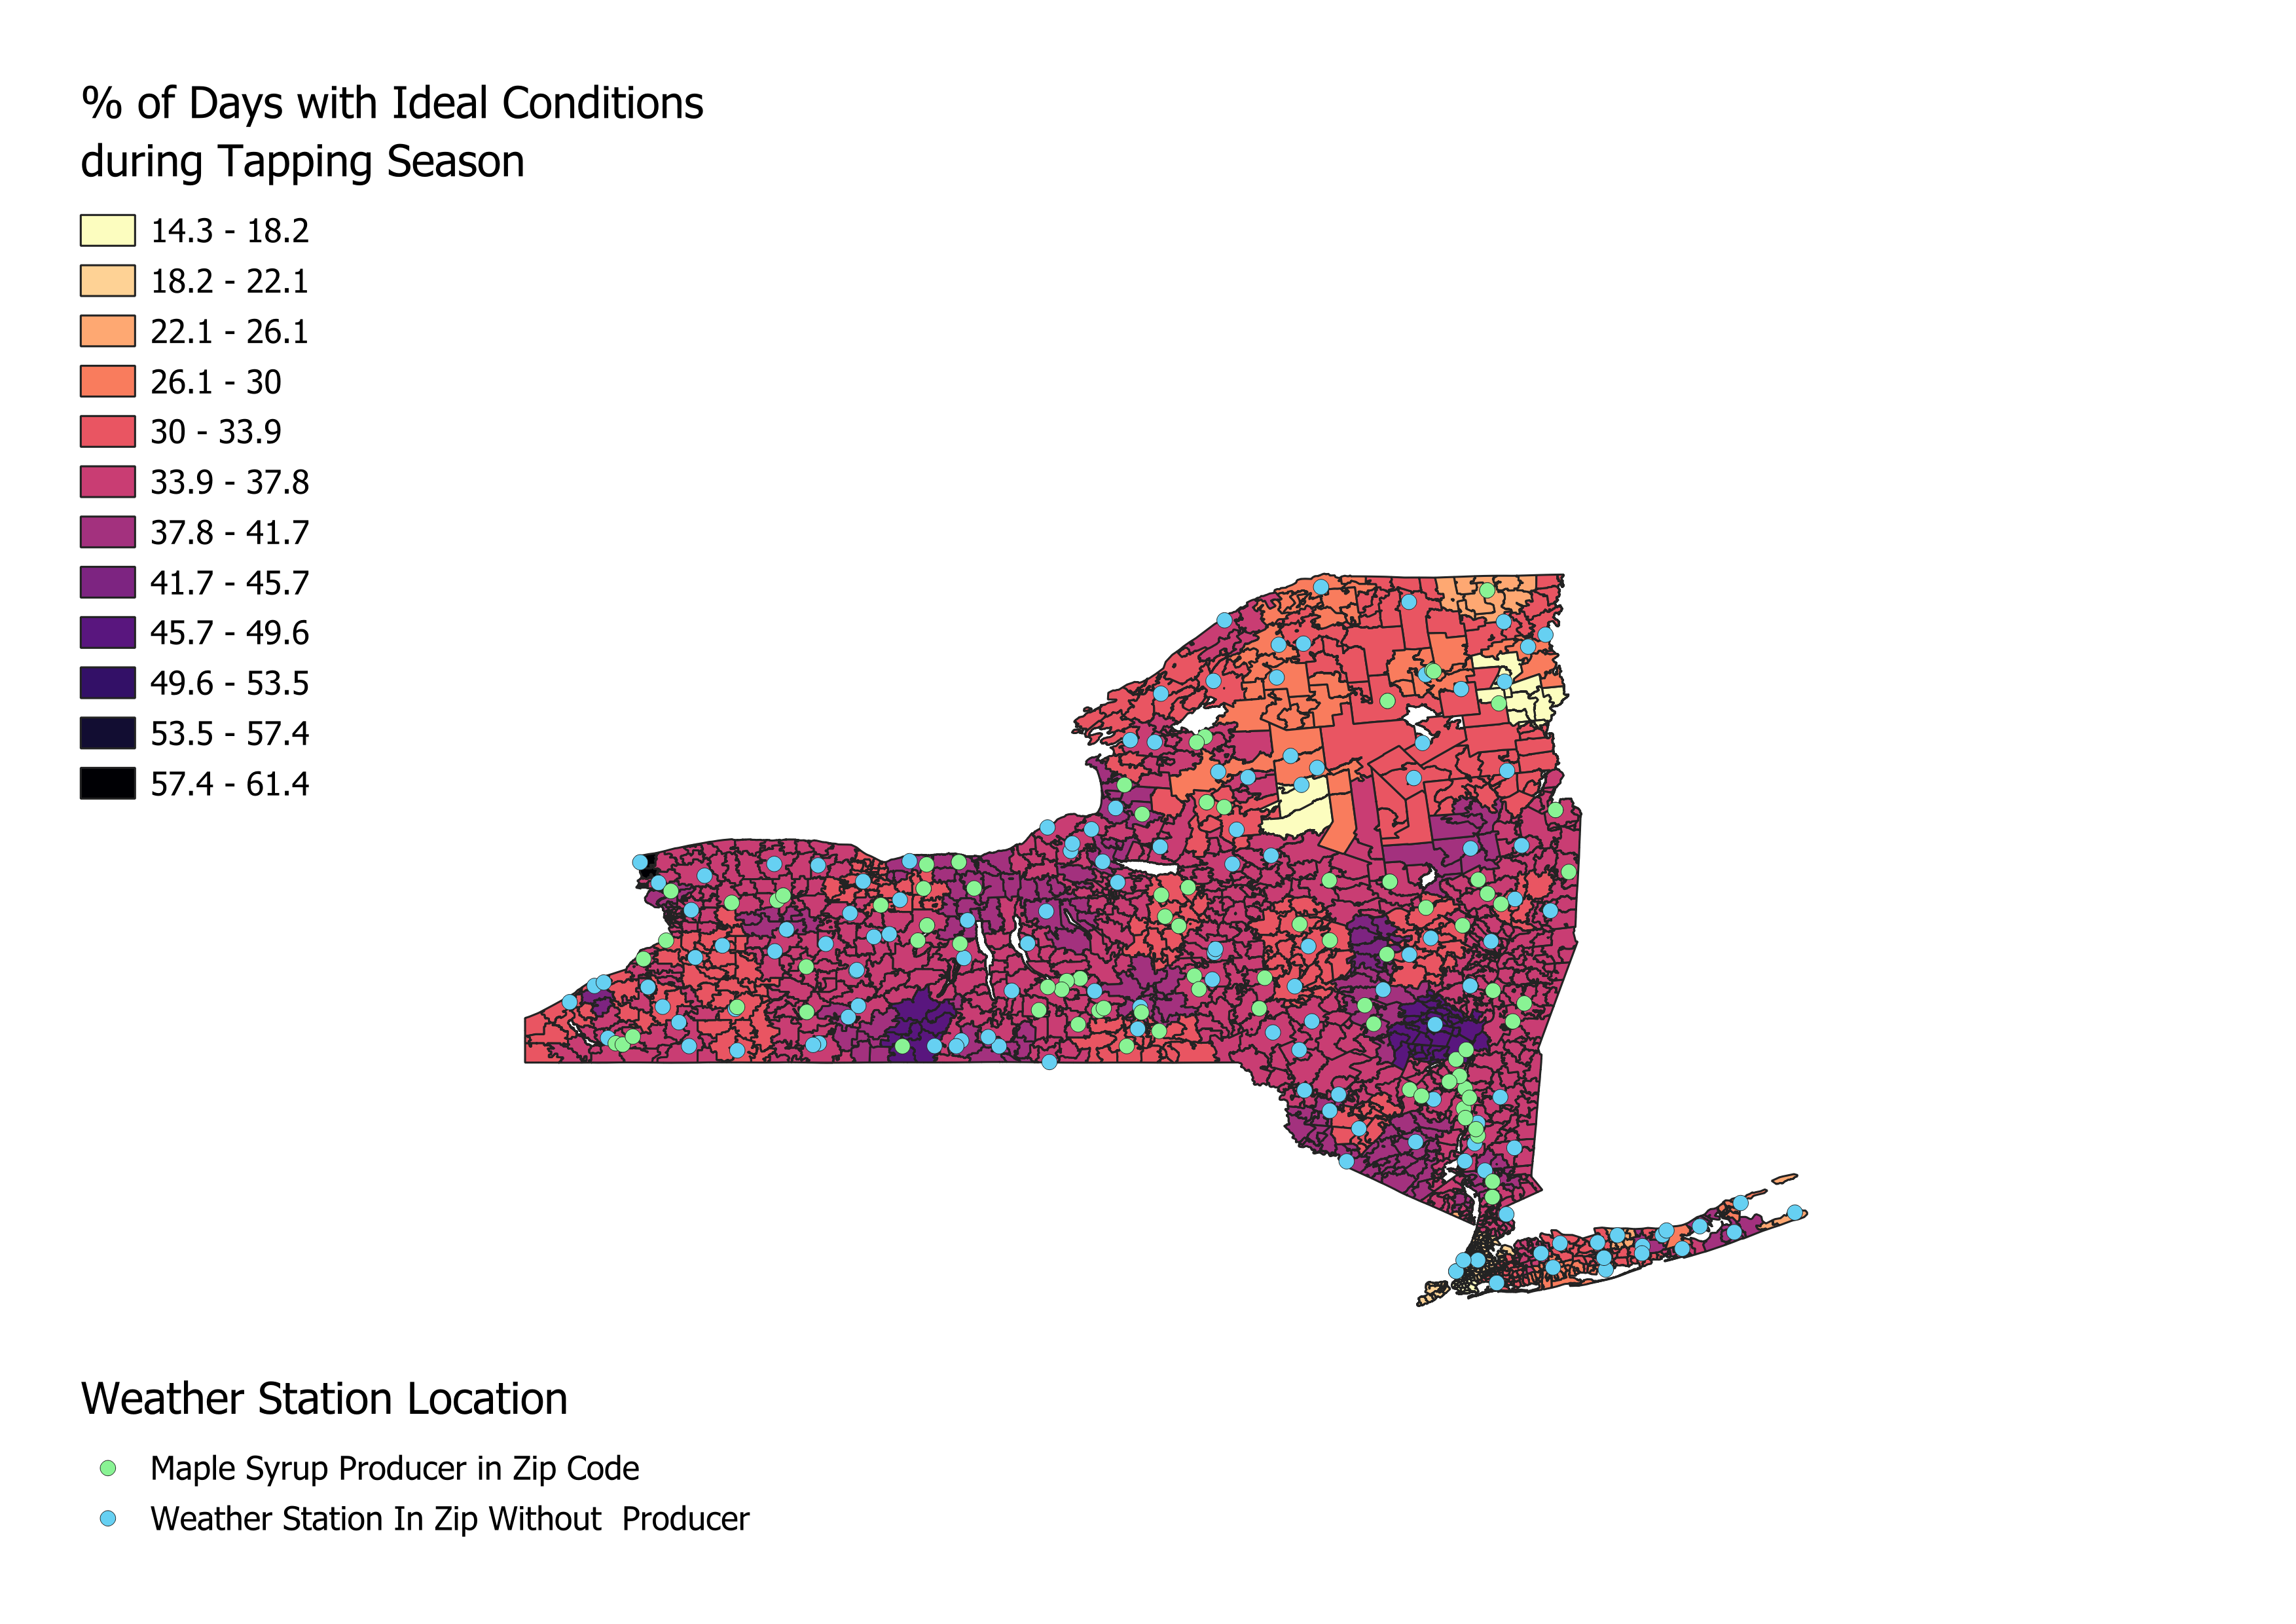 % of Days with Ideal Conditions
during Tapping Season
14.3 - 18.2
18.2 - 22.1
22.1 - 26.1
26.1 - 30
30 - 33.9
33.9 - 37.8
37.8 - 41.7
41.7 - 45.7
45.7 - 49.6
49.6 - 53.5
53.5 - 57.4
57.4 - 61.4
Weather Station Location
Maple Syrup Producer in Zip Code
Weather Station In Zip Without  Producer